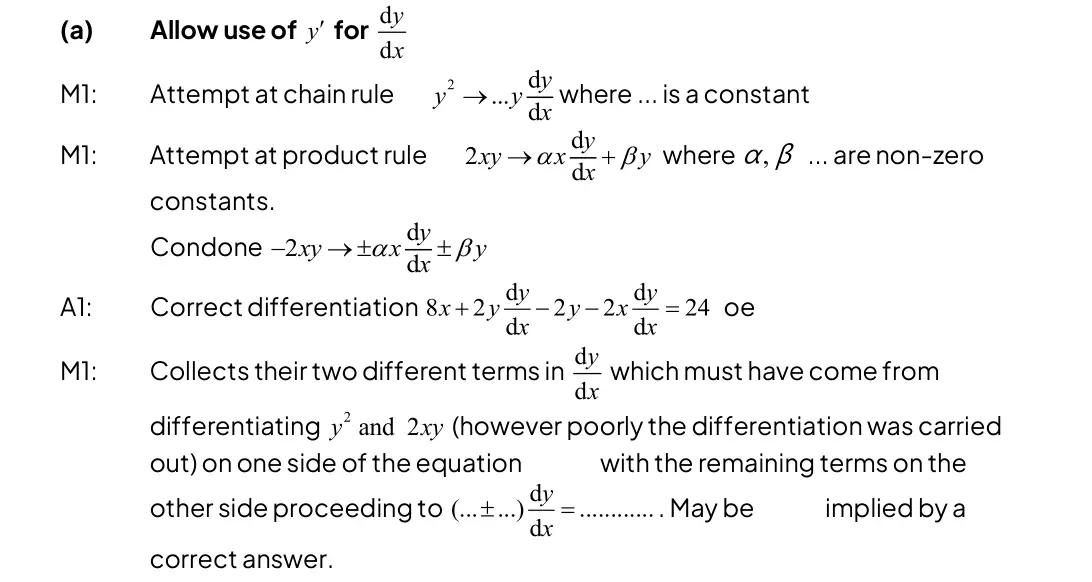 (a) Allow use of y′ for dy/dx
M1: Attempt at chain rule y² → ...y dy/dx where ... is a constant
M1: Attempt at product rule 2xy → αx dy/dx + βy where α, β ... are non-zero
constants.
Condone −2xy → ±αx dy/dx ± βy
A1: Correct differentiation 8x + 2y dy/dx − 2y − 2x dy/dx = 24 oe
M1: Collects their two different terms in dy/dx which must have come from
differentiating y² and 2xy (however poorly the differentiation was carried
out) on one side of the equation with the remaining terms on the
other side proceeding to (... ± ...) dy/dx = ............ . May be implied by a
correct answer.